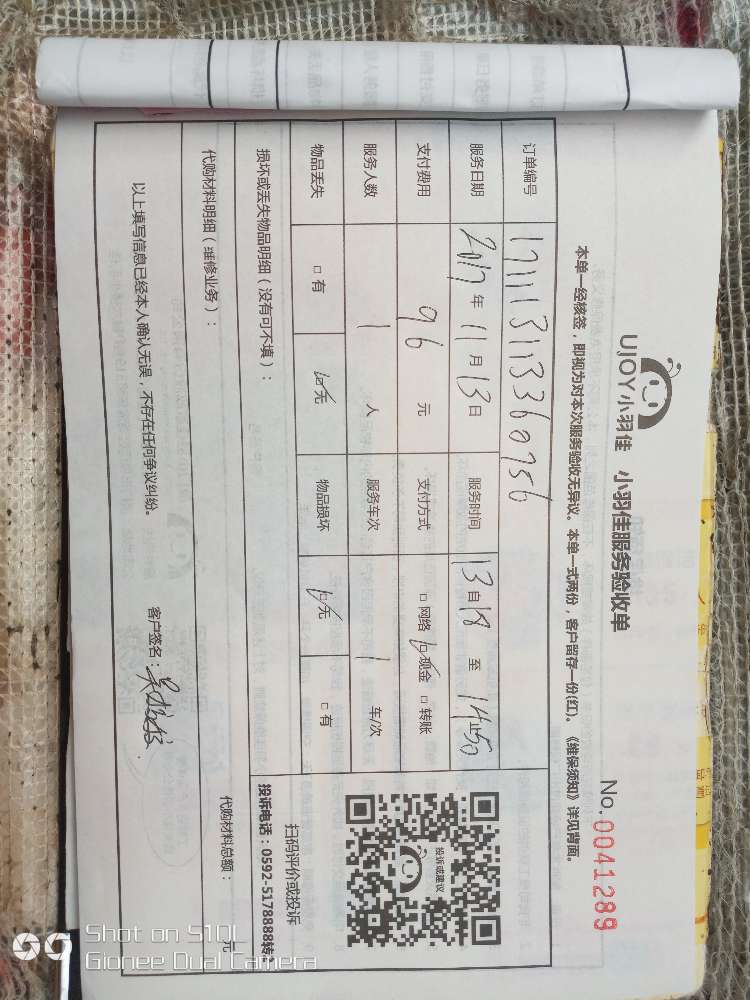 UJOY小羽佳 小羽佳服务验收单
No. 0041289
本单一经核签，即视为对本次服务验收无异议。本单一式两份，客户留存一份(红)。《维保须知》详见背面。
订单编号 171113113360756
服务日期 2017年11月13日 服务时间 13自18 至 14:50
支付费用 96 元 支付方式 □网络 ☑现金 □转账
服务人数 1 人 服务车次 1 车/次
物品丢失 □有 ☑无 物品损坏 ☑无 □有
投诉或建议
扫码评价或投诉
投诉电话：0592-5178888转
损坏或丢失物品明细（没有可不填）：
代购材料明细（维修业务）： 代购材料总额： 元
以上填写信息已经本人确认无误，不存在任何争议纠纷。
客户签名：
Shot on S10L
Gionee Dual Camera